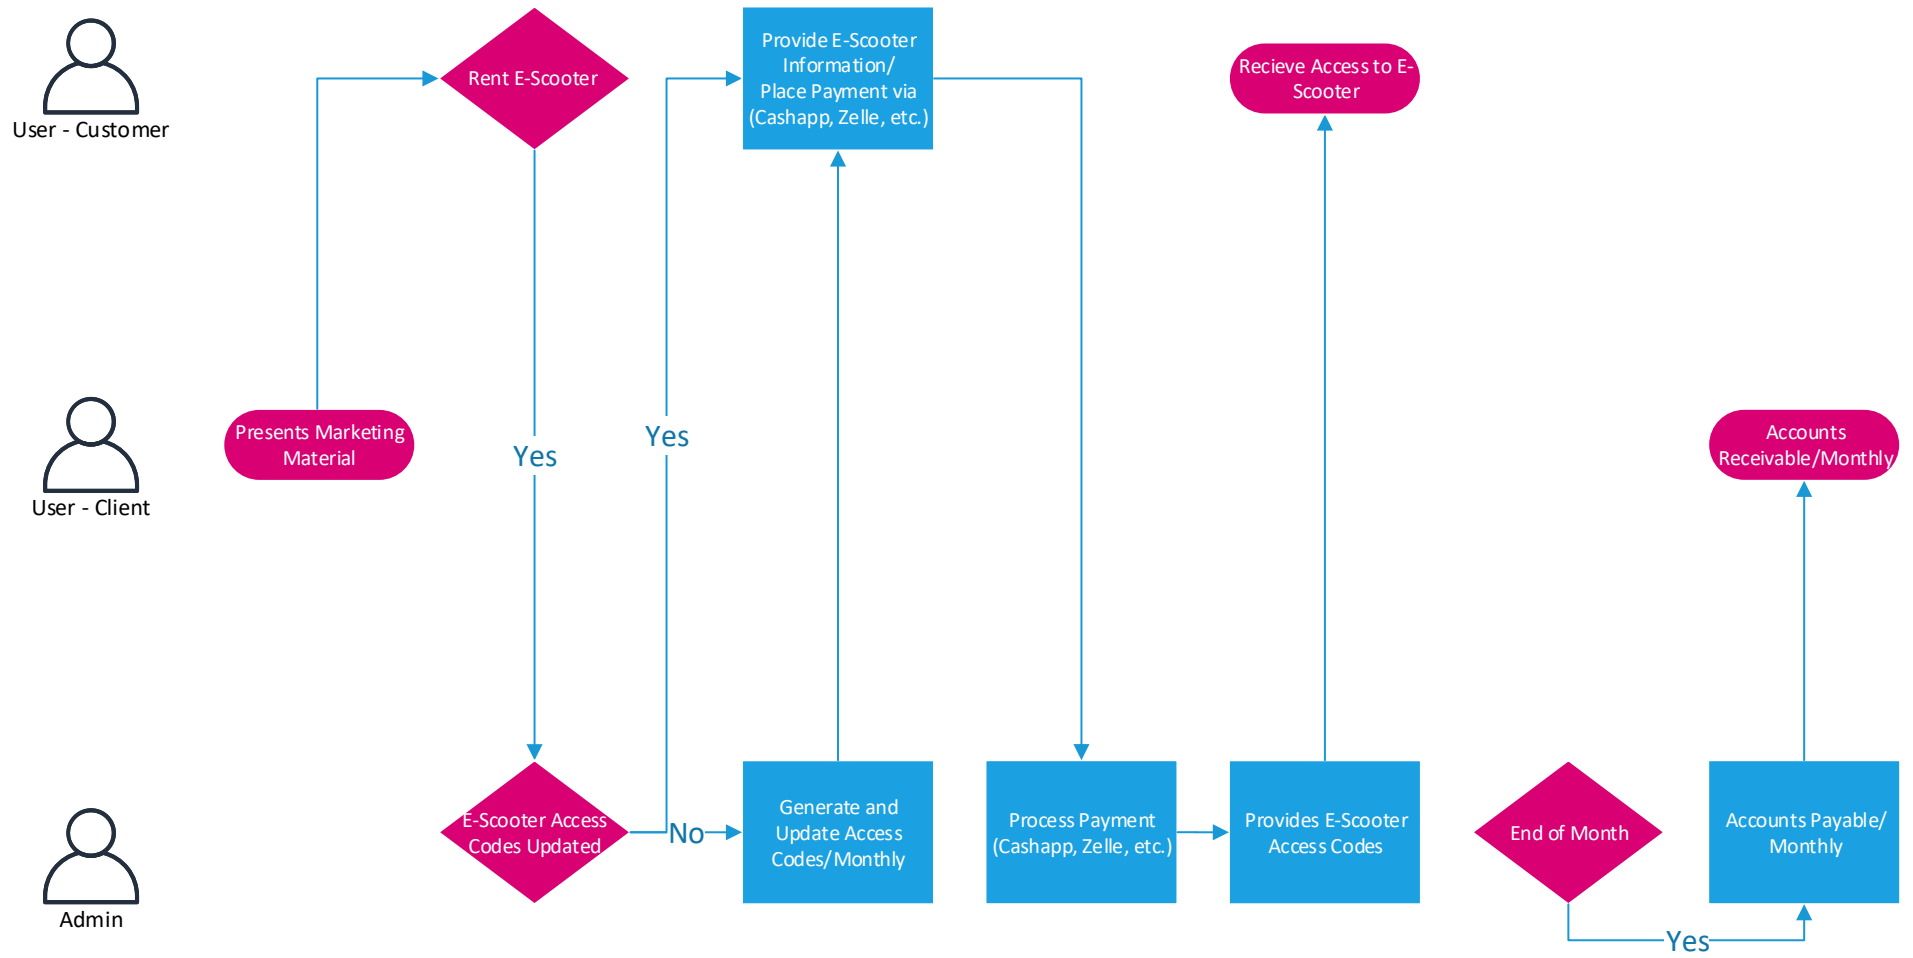 Rent E-Scooter
Provide E-Scooter
Information/
Place Payment via
(Cashapp, Zelle, etc.)
Recieve Access to E-
Scooter
User - Customer
Presents Marketing
Material
Yes
Yes
Accounts
Receivable/Monthly
User - Client
E-Scooter Access
Codes Updated
No
Generate and
Update Access
Codes/Monthly
Process Payment
(Cashapp, Zelle, etc.)
Provides E-Scooter
Access Codes
End of Month
Accounts Payable/
Monthly
Admin
Yes